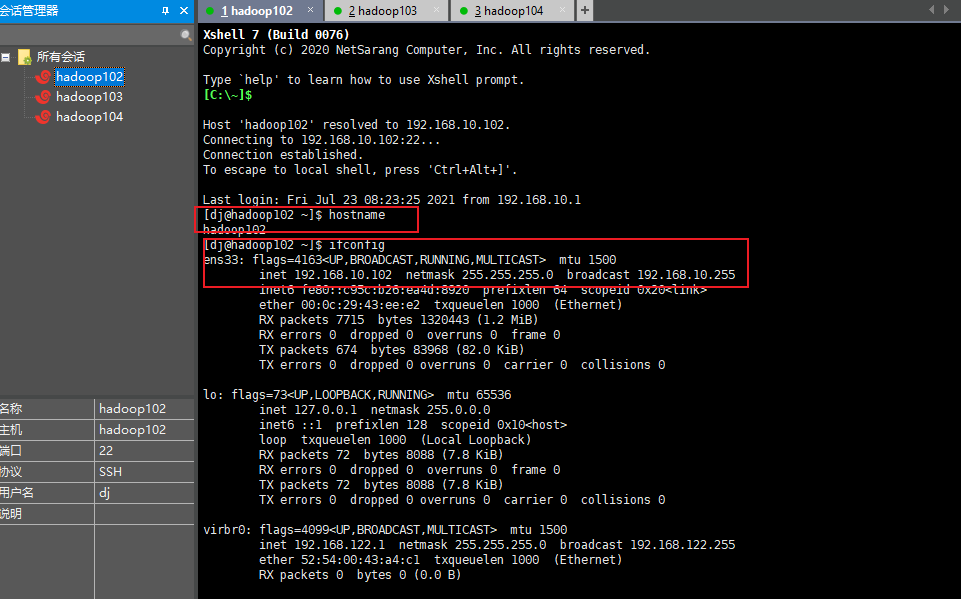 会话管理器
所有会话
hadoop102
hadoop103
hadoop104
名称 hadoop102
主机 hadoop102
端口 22
协议 SSH
用户名 dj
说明
1 hadoop102 × 2 hadoop103 × 3 hadoop104 × +
Xshell 7 (Build 0076)
Copyright (c) 2020 NetSarang Computer, Inc. All rights reserved.
Type `help' to learn how to use Xshell prompt.
[C:\~]$
Host 'hadoop102' resolved to 192.168.10.102.
Connecting to 192.168.10.102:22...
Connection established.
To escape to local shell, press 'Ctrl+Alt+]'.
Last login: Fri Jul 23 08:23:25 2021 from 192.168.10.1
[dj@hadoop102 ~]$ hostname
hadoop102
[dj@hadoop102 ~]$ ifconfig
ens33: flags=4163<UP,BROADCAST,RUNNING,MULTICAST>  mtu 1500
        inet 192.168.10.102  netmask 255.255.255.0  broadcast 192.168.10.255
        inet6 fe80::c95c:b26:ea4d:8920  prefixlen 64  scopeid 0x20<link>
        ether 00:0c:29:43:ee:e2  txqueuelen 1000  (Ethernet)
        RX packets 7715  bytes 1320443 (1.2 MiB)
        RX errors 0  dropped 0  overruns 0  frame 0
        TX packets 674  bytes 83968 (82.0 KiB)
        TX errors 0  dropped 0 overruns 0  carrier 0  collisions 0
lo: flags=73<UP,LOOPBACK,RUNNING>  mtu 65536
        inet 127.0.0.1  netmask 255.0.0.0
        inet6 ::1  prefixlen 128  scopeid 0x10<host>
        loop  txqueuelen 1000  (Local Loopback)
        RX packets 72  bytes 8088 (7.8 KiB)
        RX errors 0  dropped 0  overruns 0  frame 0
        TX packets 72  bytes 8088 (7.8 KiB)
        TX errors 0  dropped 0 overruns 0  carrier 0  collisions 0
virbr0: flags=4099<UP,BROADCAST,MULTICAST>  mtu 1500
        inet 192.168.122.1  netmask 255.255.255.0  broadcast 192.168.122.255
        ether 52:54:00:43:a4:c1  txqueuelen 1000  (Ethernet)
        RX packets 0  bytes 0 (0.0 B)